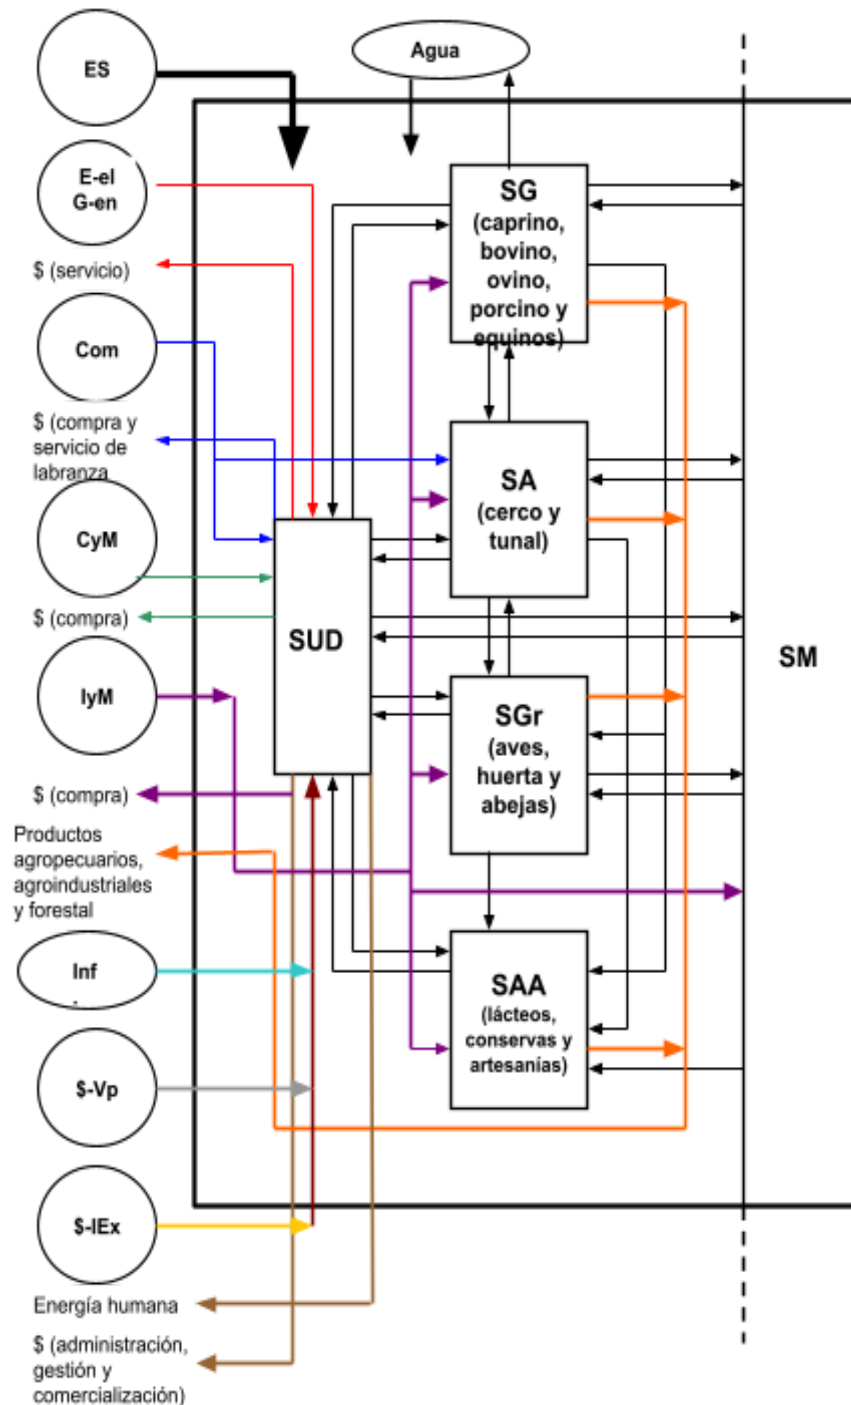 ES
Agua
E-el
G-en
$ (servicio)
Com
$ (compra y
servicio de
labranza
CyM
$ (compra)
IyM
$ (compra)
Productos
agropecuarios,
agroindustriales
y forestal
Inf
$-Vp
$-IEx
Energía humana
$ (administración,
gestión y
comercialización)
SUD
SG
(caprino,
bovino,
ovino,
porcino y
equinos)
SA
(cerco y
tunal)
SGr
(aves,
huerta y
abejas)
SAA
(lácteos,
conservas y
artesanías)
SM